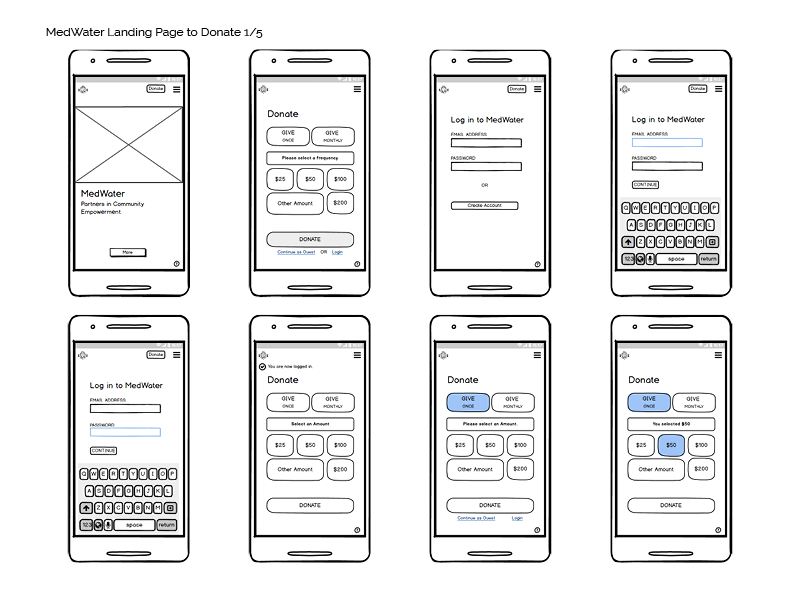 MedWater Landing Page to Donate 1/5
Donate
MedWater
Partners in Community
Empowerment
More
Donate
GIVE GIVE
ONCE MONTHLY
Please select a frequency
$25 $50 $100
Other Amount $200
DONATE
Continue as Guest OR Login
Donate
Log in to MedWater
EMAIL ADDRESS
PASSWORD
OR
Create Account
Donate
Log in to MedWater
EMAIL ADDRESS
PASSWORD
CONTINUE
Q W E R T Y U I O P
A S D F G H J K L
Z X C V B N M
123 space return
Donate
Log in to MedWater
EMAIL ADDRESS
PASSWORD
CONTINUE
Q W E R T Y U I O P
A S D F G H J K L
Z X C V B N M
123 space return
You are now logged in
Donate
GIVE GIVE
ONCE MONTHLY
Select an Amount
$25 $50 $100
Other Amount $200
DONATE
Donate
GIVE GIVE
ONCE MONTHLY
Please select an Amount
$25 $50 $100
Other Amount $200
DONATE
Continue as Guest Login
Donate
GIVE GIVE
ONCE MONTHLY
You selected $50
$25 $50 $100
Other Amount $200
DONATE